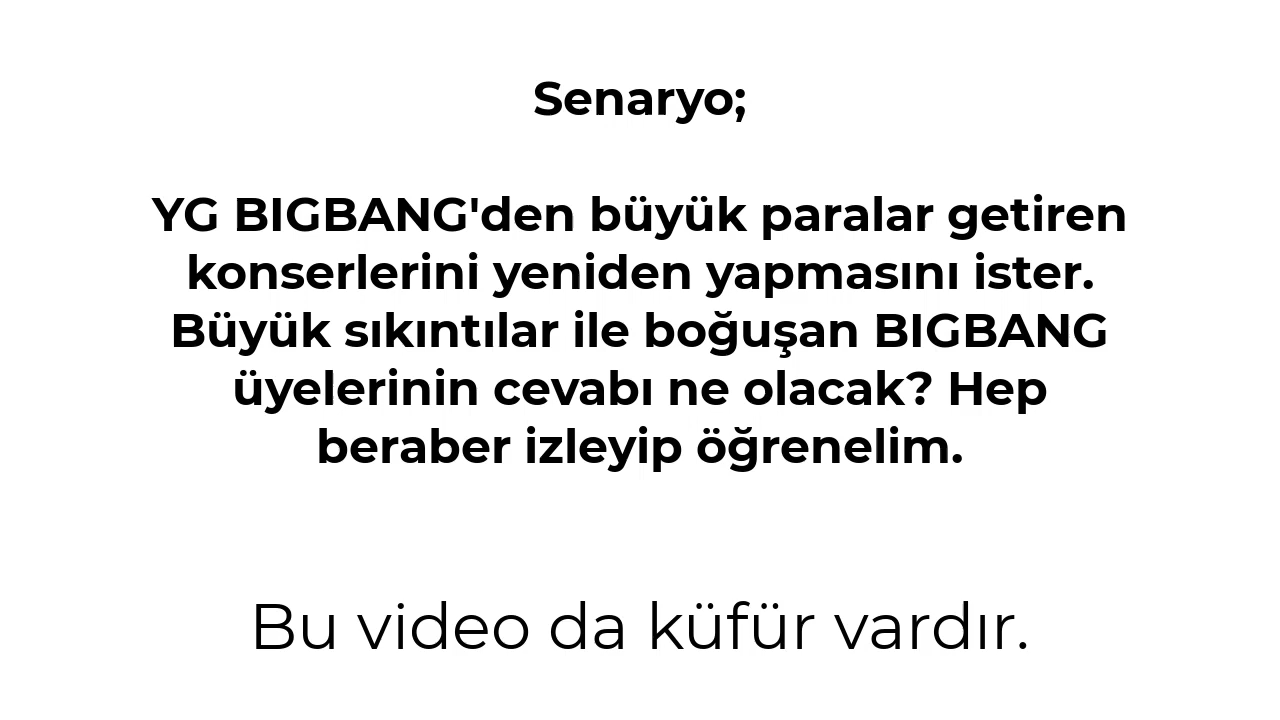 Senaryo;
YG BIGBANG'den büyük paralar getiren
konserlerini yeniden yapmasını ister.
Büyük sıkıntılar ile boğuşan BIGBANG
üyelerinin cevabı ne olacak? Hep
beraber izleyip öğrenelim.
Bu video da küfür vardır.